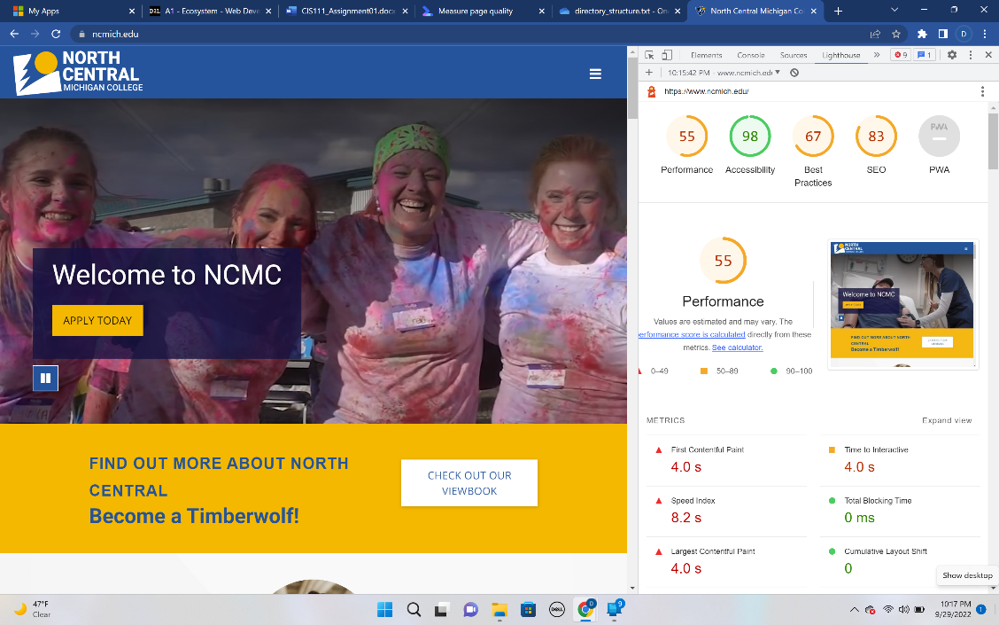 My Apps
D2L A1 - Ecosystem - Web Deve
CIS111_Assignment01.docx
Measure page quality
directory_structure.txt - On
North Central Michigan Co
ncmich.edu
D
NORTH
CENTRAL
MICHIGAN COLLEGE
Welcome to NCMC
APPLY TODAY
FIND OUT MORE ABOUT NORTH
CENTRAL
Become a Timberwolf!
CHECK OUT OUR
VIEWBOOK
Elements Console Sources Lighthouse » 9 1
10:15:42 PM - www.ncmich.edu
https://www.ncmich.edu/
55 98 67 83 PWA
Performance Accessibility Best Practices SEO PWA
55
Performance
Values are estimated and may vary. The
performance score is calculated directly from these
metrics. See calculator.
0–49 50–89 90–100
NORTH
CENTRAL
Welcome to NCMC
FIND OUT MORE ABOUT NORTH
CENTRAL
Become a Timberwolf!
METRICS Expand view
First Contentful Paint
4.0 s
Time to Interactive
4.0 s
Speed Index
8.2 s
Total Blocking Time
0 ms
Largest Contentful Paint
4.0 s
Cumulative Layout Shift
0
Show desktop
47°F
Clear
DELL
D
9
10:17 PM
9/29/2022
1